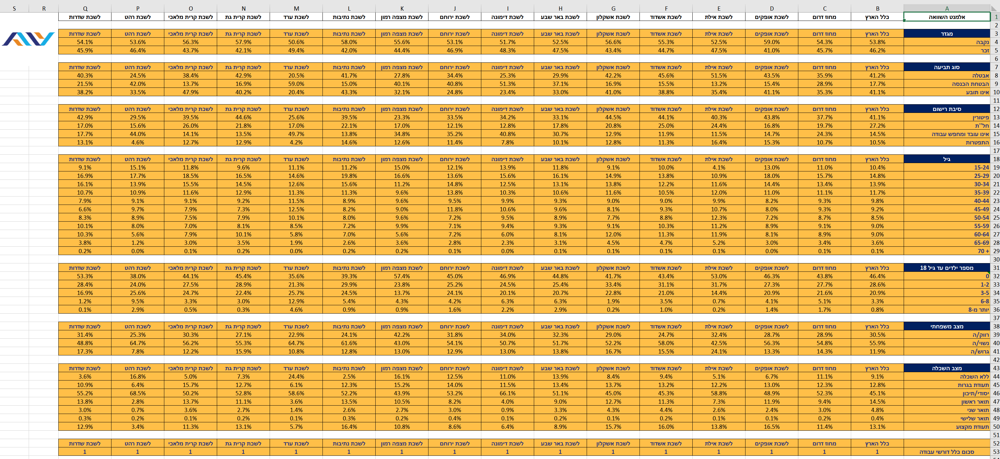 A B C D E F G H I J K L M N O P Q R S
1 אלמנט השוואה כלל הארץ מחוז דרום לשכת אופקים לשכת אילת לשכת אשדוד לשכת אשקלון לשכת באר שבע לשכת דימונה לשכת ירוחם לשכת מצפה רמון לשכת נתיבות לשכת ערד לשכת קרית גת לשכת קרית מלאכי לשכת רהט לשכת שדרות
2
3 מגדר כלל הארץ מחוז דרום לשכת אופקים לשכת אילת לשכת אשדוד לשכת אשקלון לשכת באר שבע לשכת דימונה לשכת ירוחם לשכת מצפה רמון לשכת נתיבות לשכת ערד לשכת קרית גת לשכת קרית מלאכי לשכת רהט לשכת שדרות
4 נקבה 53.8% 54.3% 59.0% 52.5% 55.3% 56.6% 52.5% 51.7% 53.1% 55.6% 58.0% 50.6% 57.9% 56.3% 53.6% 54.1%
5 זכר 46.2% 45.7% 41.0% 47.5% 44.7% 43.4% 47.5% 48.3% 46.9% 44.4% 42.0% 49.4% 42.1% 43.7% 46.4% 45.9%
6
7 סוג תביעה כלל הארץ מחוז דרום לשכת אופקים לשכת אילת לשכת אשדוד לשכת אשקלון לשכת באר שבע לשכת דימונה לשכת ירוחם לשכת מצפה רמון לשכת נתיבות לשכת ערד לשכת קרית גת לשכת קרית מלאכי לשכת רהט לשכת שדרות
8 אבטלה 41.2% 35.9% 43.5% 51.5% 45.6% 42.2% 29.9% 25.3% 34.4% 27.8% 41.7% 20.5% 42.9% 38.4% 24.5% 40.3%
9 הבטחת הכנסה 17.7% 28.9% 15.4% 13.2% 15.5% 16.9% 37.1% 51.3% 40.8% 40.1% 15.0% 59.0% 16.9% 13.7% 42.0% 21.5%
10 אינו תובע 41.1% 35.3% 41.1% 35.4% 38.8% 41.0% 33.0% 23.4% 24.8% 32.1% 43.3% 20.4% 40.2% 47.9% 33.5% 38.2%
11
12 סיבת רישום כלל הארץ מחוז דרום לשכת אופקים לשכת אילת לשכת אשדוד לשכת אשקלון לשכת באר שבע לשכת דימונה לשכת ירוחם לשכת מצפה רמון לשכת נתיבות לשכת ערד לשכת קרית גת לשכת קרית מלאכי לשכת רהט לשכת שדרות
13 פיטורין 41.1% 37.7% 43.8% 40.3% 44.1% 44.5% 33.1% 34.2% 33.5% 23.3% 39.5% 25.6% 44.6% 39.5% 29.5% 42.9%
14 חל''ת 27.2% 19.7% 16.8% 24.4% 25.0% 20.8% 17.8% 12.8% 12.1% 17.0% 22.1% 17.0% 21.8% 26.0% 15.6% 17.0%
15 אינו עובד ומחפש עבודה 14.5% 24.3% 14.7% 11.5% 11.9% 12.9% 30.7% 40.8% 35.2% 34.8% 13.8% 49.7% 13.5% 14.1% 44.0% 17.7%
16 התפטרות 10.5% 10.7% 15.3% 16.4% 11.3% 12.8% 10.1% 7.8% 11.4% 12.6% 14.6% 4.2% 12.9% 12.7% 4.6% 13.1%
17
18 גיל כלל הארץ מחוז דרום לשכת אופקים לשכת אילת לשכת אשדוד לשכת אשקלון לשכת באר שבע לשכת דימונה לשכת ירוחם לשכת מצפה רמון לשכת נתיבות לשכת ערד לשכת קרית גת לשכת קרית מלאכי לשכת רהט לשכת שדרות
19 15-24 10.4% 11.0% 13.0% 4.1% 10.0% 9.1% 11.8% 13.9% 12.1% 15.0% 11.2% 11.1% 9.6% 11.8% 15.1% 9.1%
20 25-29 14.8% 15.7% 18.0% 10.9% 13.8% 14.9% 16.1% 15.6% 13.6% 16.6% 19.8% 14.6% 16.5% 18.5% 17.7% 16.9%
21 30-34 13.9% 13.4% 14.4% 11.6% 12.2% 13.8% 13.1% 12.5% 14.8% 11.2% 15.6% 12.6% 14.5% 15.5% 13.9% 16.1%
22 35-39 11.7% 11.1% 11.0% 12.0% 10.5% 11.6% 10.6% 10.3% 13.8% 9.6% 11.3% 11.3% 12.9% 11.6% 10.9% 10.7%
23 40-44 9.8% 9.3% 8.2% 9.9% 9.0% 9.0% 9.3% 9.9% 9.5% 9.6% 8.9% 11.5% 9.2% 9.1% 9.1% 7.9%
24 45-49 9.2% 9.3% 8.0% 10.7% 9.3% 8.1% 9.6% 10.6% 11.8% 9.0% 8.2% 12.5% 7.3% 7.9% 9.7% 6.6%
25 50-54 8.5% 8.7% 7.2% 12.3% 8.8% 7.7% 8.9% 9.5% 7.2% 9.6% 8.0% 10.1% 7.9% 7.5% 8.9% 8.3%
26 55-59 9.0% 9.1% 8.9% 11.2% 10.3% 9.1% 9.3% 9.4% 7.1% 9.9% 7.2% 8.5% 8.1% 7.0% 8.0% 10.1%
27 60-64 9.0% 8.9% 8.1% 11.9% 11.3% 12.0% 8.1% 6.0% 7.2% 5.6% 7.0% 5.8% 10.1% 7.9% 5.6% 10.3%
28 65-69 3.6% 3.4% 3.0% 5.2% 4.7% 4.5% 3.1% 2.3% 2.8% 3.6% 2.6% 1.9% 3.5% 3.0% 1.2% 3.8%
29 70 + 0.1% 0.1% 0.0% 0.1% 0.1% 0.1% 0.1% 0.0% 0.1% 0.2% 0.2% 0.0% 0.2% 0.1% 0.0% 0.2%
30
31 מספר ילדים עד גיל 18 כלל הארץ מחוז דרום לשכת אופקים לשכת אילת לשכת אשדוד לשכת אשקלון לשכת באר שבע לשכת דימונה לשכת ירוחם לשכת מצפה רמון לשכת נתיבות לשכת ערד לשכת קרית גת לשכת קרית מלאכי לשכת רהט לשכת שדרות
32 0 46.4% 43.8% 46.3% 53.0% 43.4% 41.7% 44.8% 46.9% 45.0% 57.4% 39.3% 35.6% 45.4% 44.1% 38.0% 53.3%
33 1-2 28.6% 27.7% 27.3% 31.7% 31.1% 33.4% 25.4% 24.5% 25.2% 23.8% 29.9% 21.3% 28.9% 27.5% 24.0% 28.4%
34 3-5 20.9% 21.6% 20.9% 14.4% 21.0% 22.8% 20.7% 20.1% 24.1% 13.7% 24.5% 25.7% 22.4% 24.7% 25.6% 16.9%
35 6-8 3.3% 5.1% 4.1% 0.7% 3.5% 1.9% 6.3% 6.3% 4.2% 4.3% 5.4% 12.9% 3.0% 3.3% 9.5% 1.2%
36 יותר מ-8 0.8% 1.7% 1.4% 0.2% 1.0% 0.2% 2.9% 2.2% 1.6% 0.9% 0.9% 4.6% 0.3% 0.5% 2.9% 0.1%
37
38 מצב משפחתי כלל הארץ מחוז דרום לשכת אופקים לשכת אילת לשכת אשדוד לשכת אשקלון לשכת באר שבע לשכת דימונה לשכת ירוחם לשכת מצפה רמון לשכת נתיבות לשכת ערד לשכת קרית גת לשכת קרית מלאכי לשכת רהט לשכת שדרות
39 רווק/ה 30.5% 28.9% 28.7% 32.4% 24.7% 29.0% 32.3% 34.0% 31.8% 42.2% 24.1% 22.9% 27.1% 30.3% 25.3% 31.4%
40 נשוי/ה 55.9% 54.8% 56.3% 42.5% 58.0% 52.2% 51.7% 50.7% 54.1% 43.0% 61.6% 64.7% 55.3% 56.2% 64.7% 48.8%
41 גרוש/ה 11.9% 14.3% 13.3% 24.1% 15.5% 16.7% 13.8% 13.0% 12.9% 13.0% 12.8% 10.8% 15.9% 12.2% 7.8% 17.3%
42
43 מצב השכלה כלל הארץ מחוז דרום לשכת אופקים לשכת אילת לשכת אשדוד לשכת אשקלון לשכת באר שבע לשכת דימונה לשכת ירוחם לשכת מצפה רמון לשכת נתיבות לשכת ערד לשכת קרית גת לשכת קרית מלאכי לשכת רהט לשכת שדרות
44 ללא השכלה 9.1% 11.1% 6.7% 5.1% 9.4% 8.4% 13.9% 11.0% 12.5% 16.1% 2.5% 24.4% 7.3% 5.0% 16.8% 3.6%
45 תעודת בגרות 12.8% 12.3% 13.0% 12.2% 13.2% 13.7% 13.4% 11.5% 14.0% 15.2% 12.3% 6.1% 12.7% 15.7% 6.4% 10.9%
46 יסודי/תיכון 45.1% 52.3% 48.9% 58.8% 45.3% 45.0% 51.1% 66.1% 53.2% 43.9% 52.2% 58.6% 52.8% 50.2% 68.5% 55.2%
47 תואר ראשון 14.5% 9.4% 11.9% 7.3% 11.3% 12.7% 9.0% 4.0% 8.2% 10.5% 13.5% 3.6% 11.1% 13.7% 2.8% 13.8%
48 תואר שני 4.8% 3.0% 2.4% 2.6% 4.4% 4.3% 3.3% 0.9% 3.0% 2.7% 2.6% 1.4% 2.7% 3.6% 0.7% 3.0%
49 תואר שלישי 0.4% 0.2% 0.1% 0.1% 0.2% 0.1% 0.2% 0.1% 0.4% 0.2% 0.3% 0.1% 0.2% 0.1% 0.2% 0.3%
50 תעודת מקצוע 13.1% 11.4% 16.5% 13.8% 16.0% 15.7% 8.9% 6.4% 8.6% 10.8% 16.4% 5.7% 13.1% 11.3% 3.4% 12.9%
51
52 כלל הארץ מחוז דרום לשכת אופקים לשכת אילת לשכת אשדוד לשכת אשקלון לשכת באר שבע לשכת דימונה לשכת ירוחם לשכת מצפה רמון לשכת נתיבות לשכת ערד לשכת קרית גת לשכת קרית מלאכי לשכת רהט לשכת שדרות
53 סכום כלל דורשי עבודה 1 1 1 1 1 1 1 1 1 1 1 1 1 1 1 1